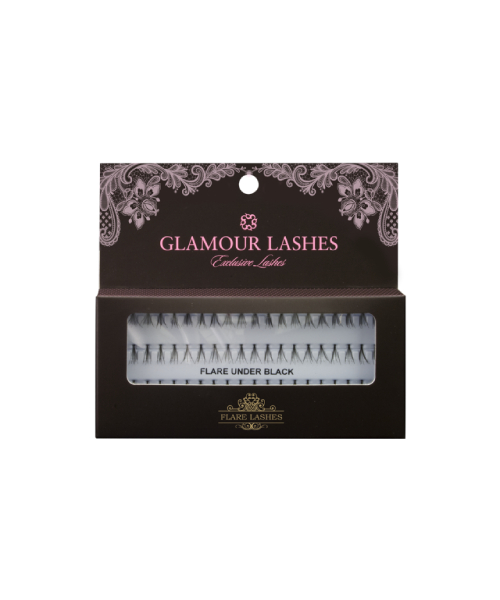 GLAMOUR LASHES
Exclusive Lashes
FLARE UNDER BLACK
FLARE LASHES